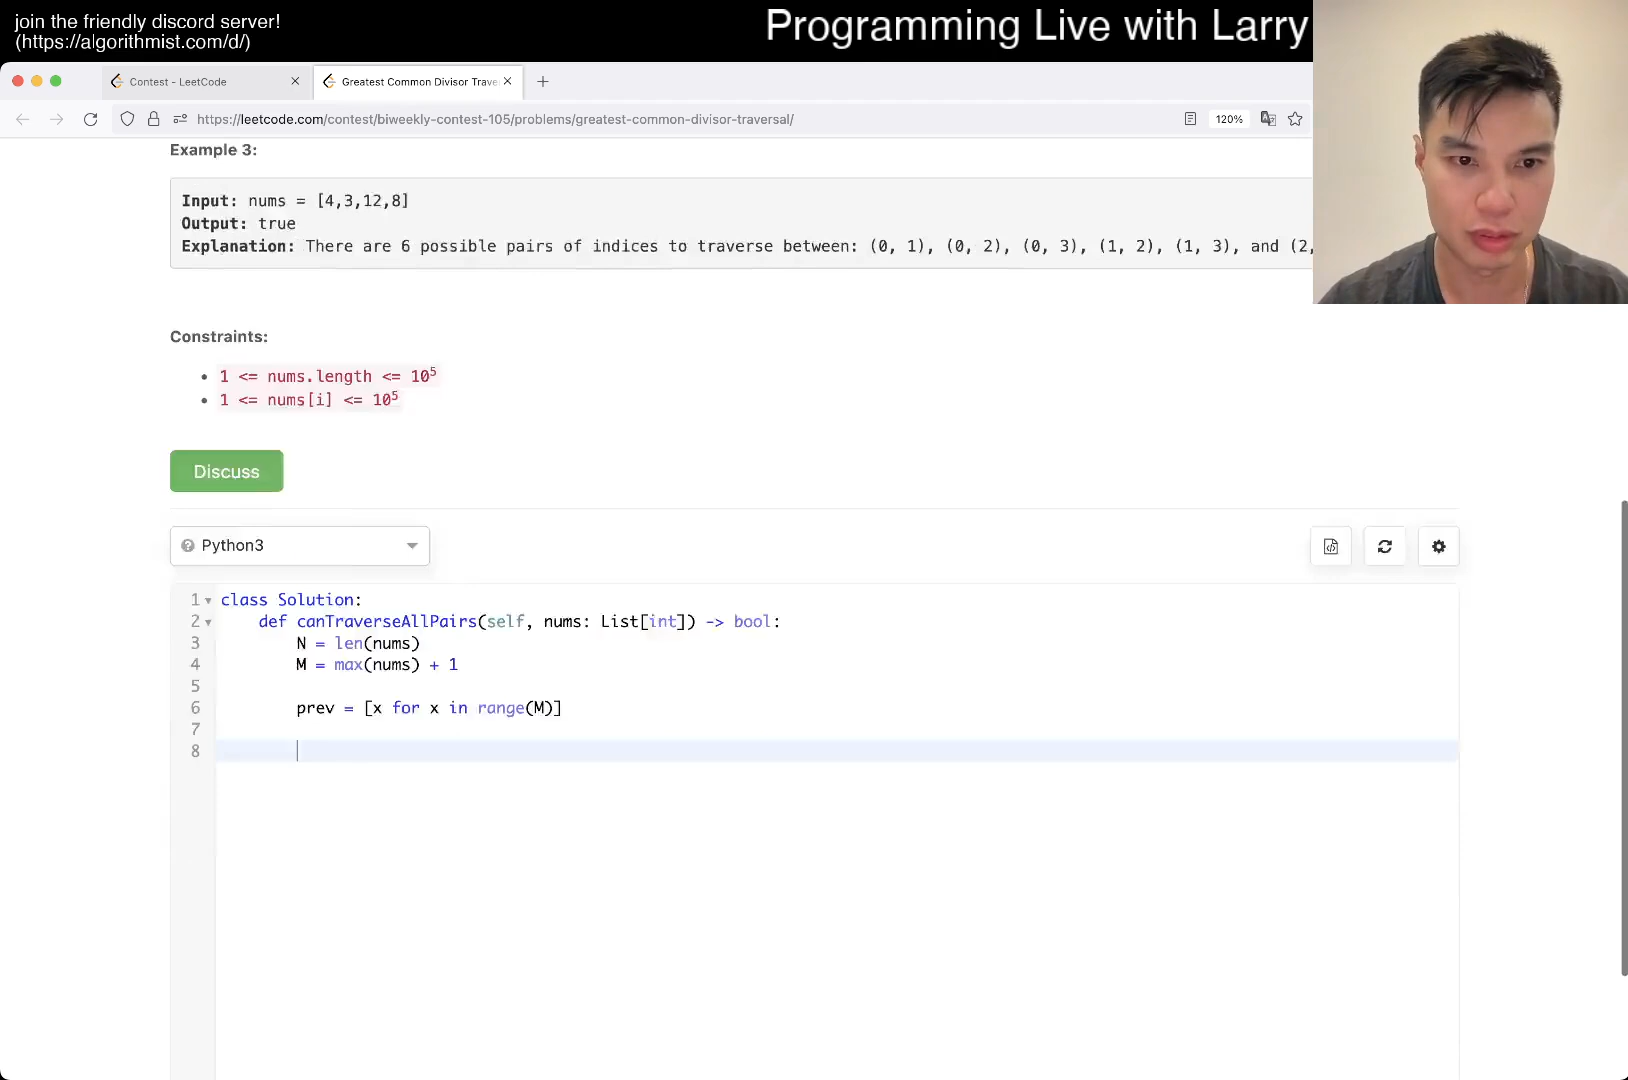 join the friendly discord server!
(https://algorithmist.com/d/)
Programming Live with Larry
Contest - LeetCode
Greatest Common Divisor Trave
https://leetcode.com/contest/biweekly-contest-105/problems/greatest-common-divisor-traversal/
120%
Example 3:
Input: nums = [4,3,12,8]
Output: true
Explanation: There are 6 possible pairs of indices to traverse between: (0, 1), (0, 2), (0, 3), (1, 2), (1, 3), and (2,
Constraints:
• 1 <= nums.length <= 10⁵
• 1 <= nums[i] <= 10⁵
Discuss
Python3
1 class Solution:
2 def canTraverseAllPairs(self, nums: List[int]) -> bool:
3 N = len(nums)
4 M = max(nums) + 1
5
6 prev = [x for x in range(M)]
7
8